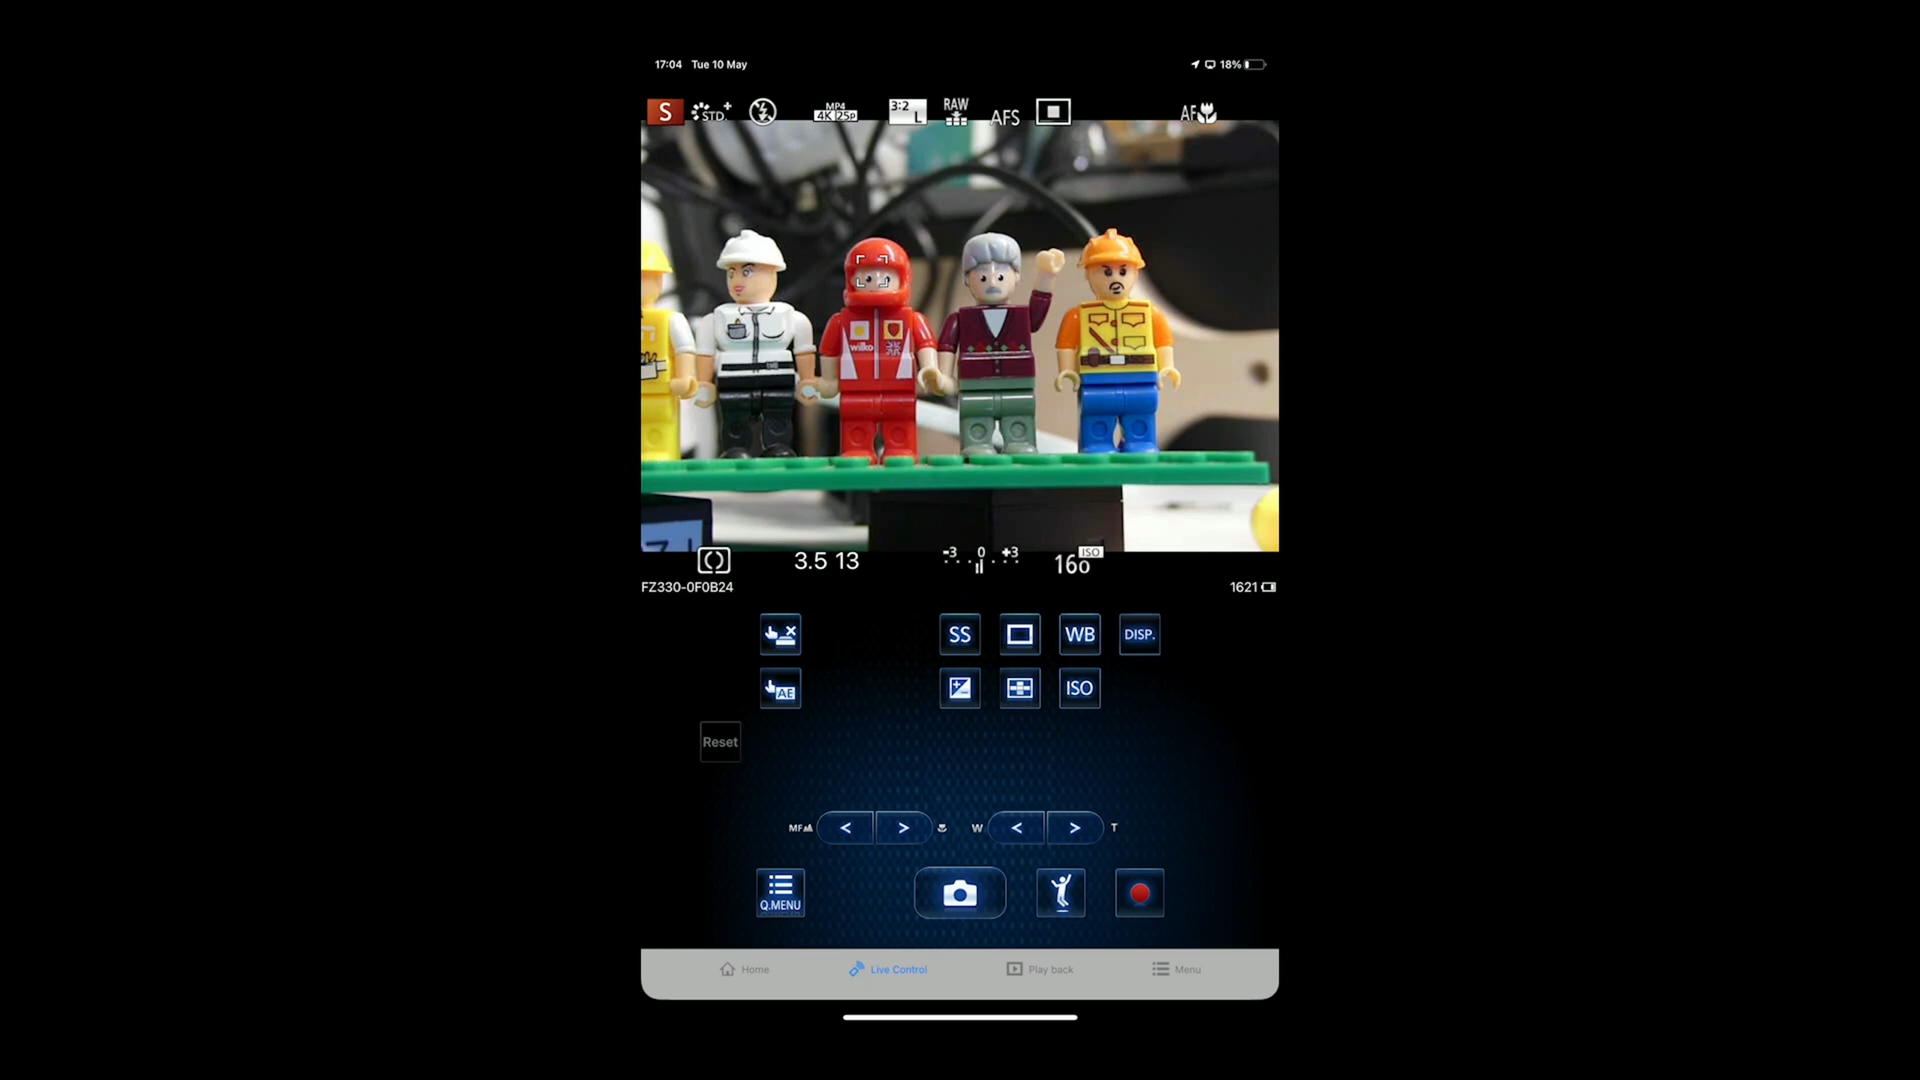 17:04 Tue 10 May
18%
S STD.+ MP4 3:2 RAW AFS AF
4K 25p L
wilko
3.5 13 -3 0 +3 160 ISO
FZ330-0F0B24 1621
SS WB DISP.
AE ISO
Reset
MF W T
Q.MENU
Home Live Control Play back Menu